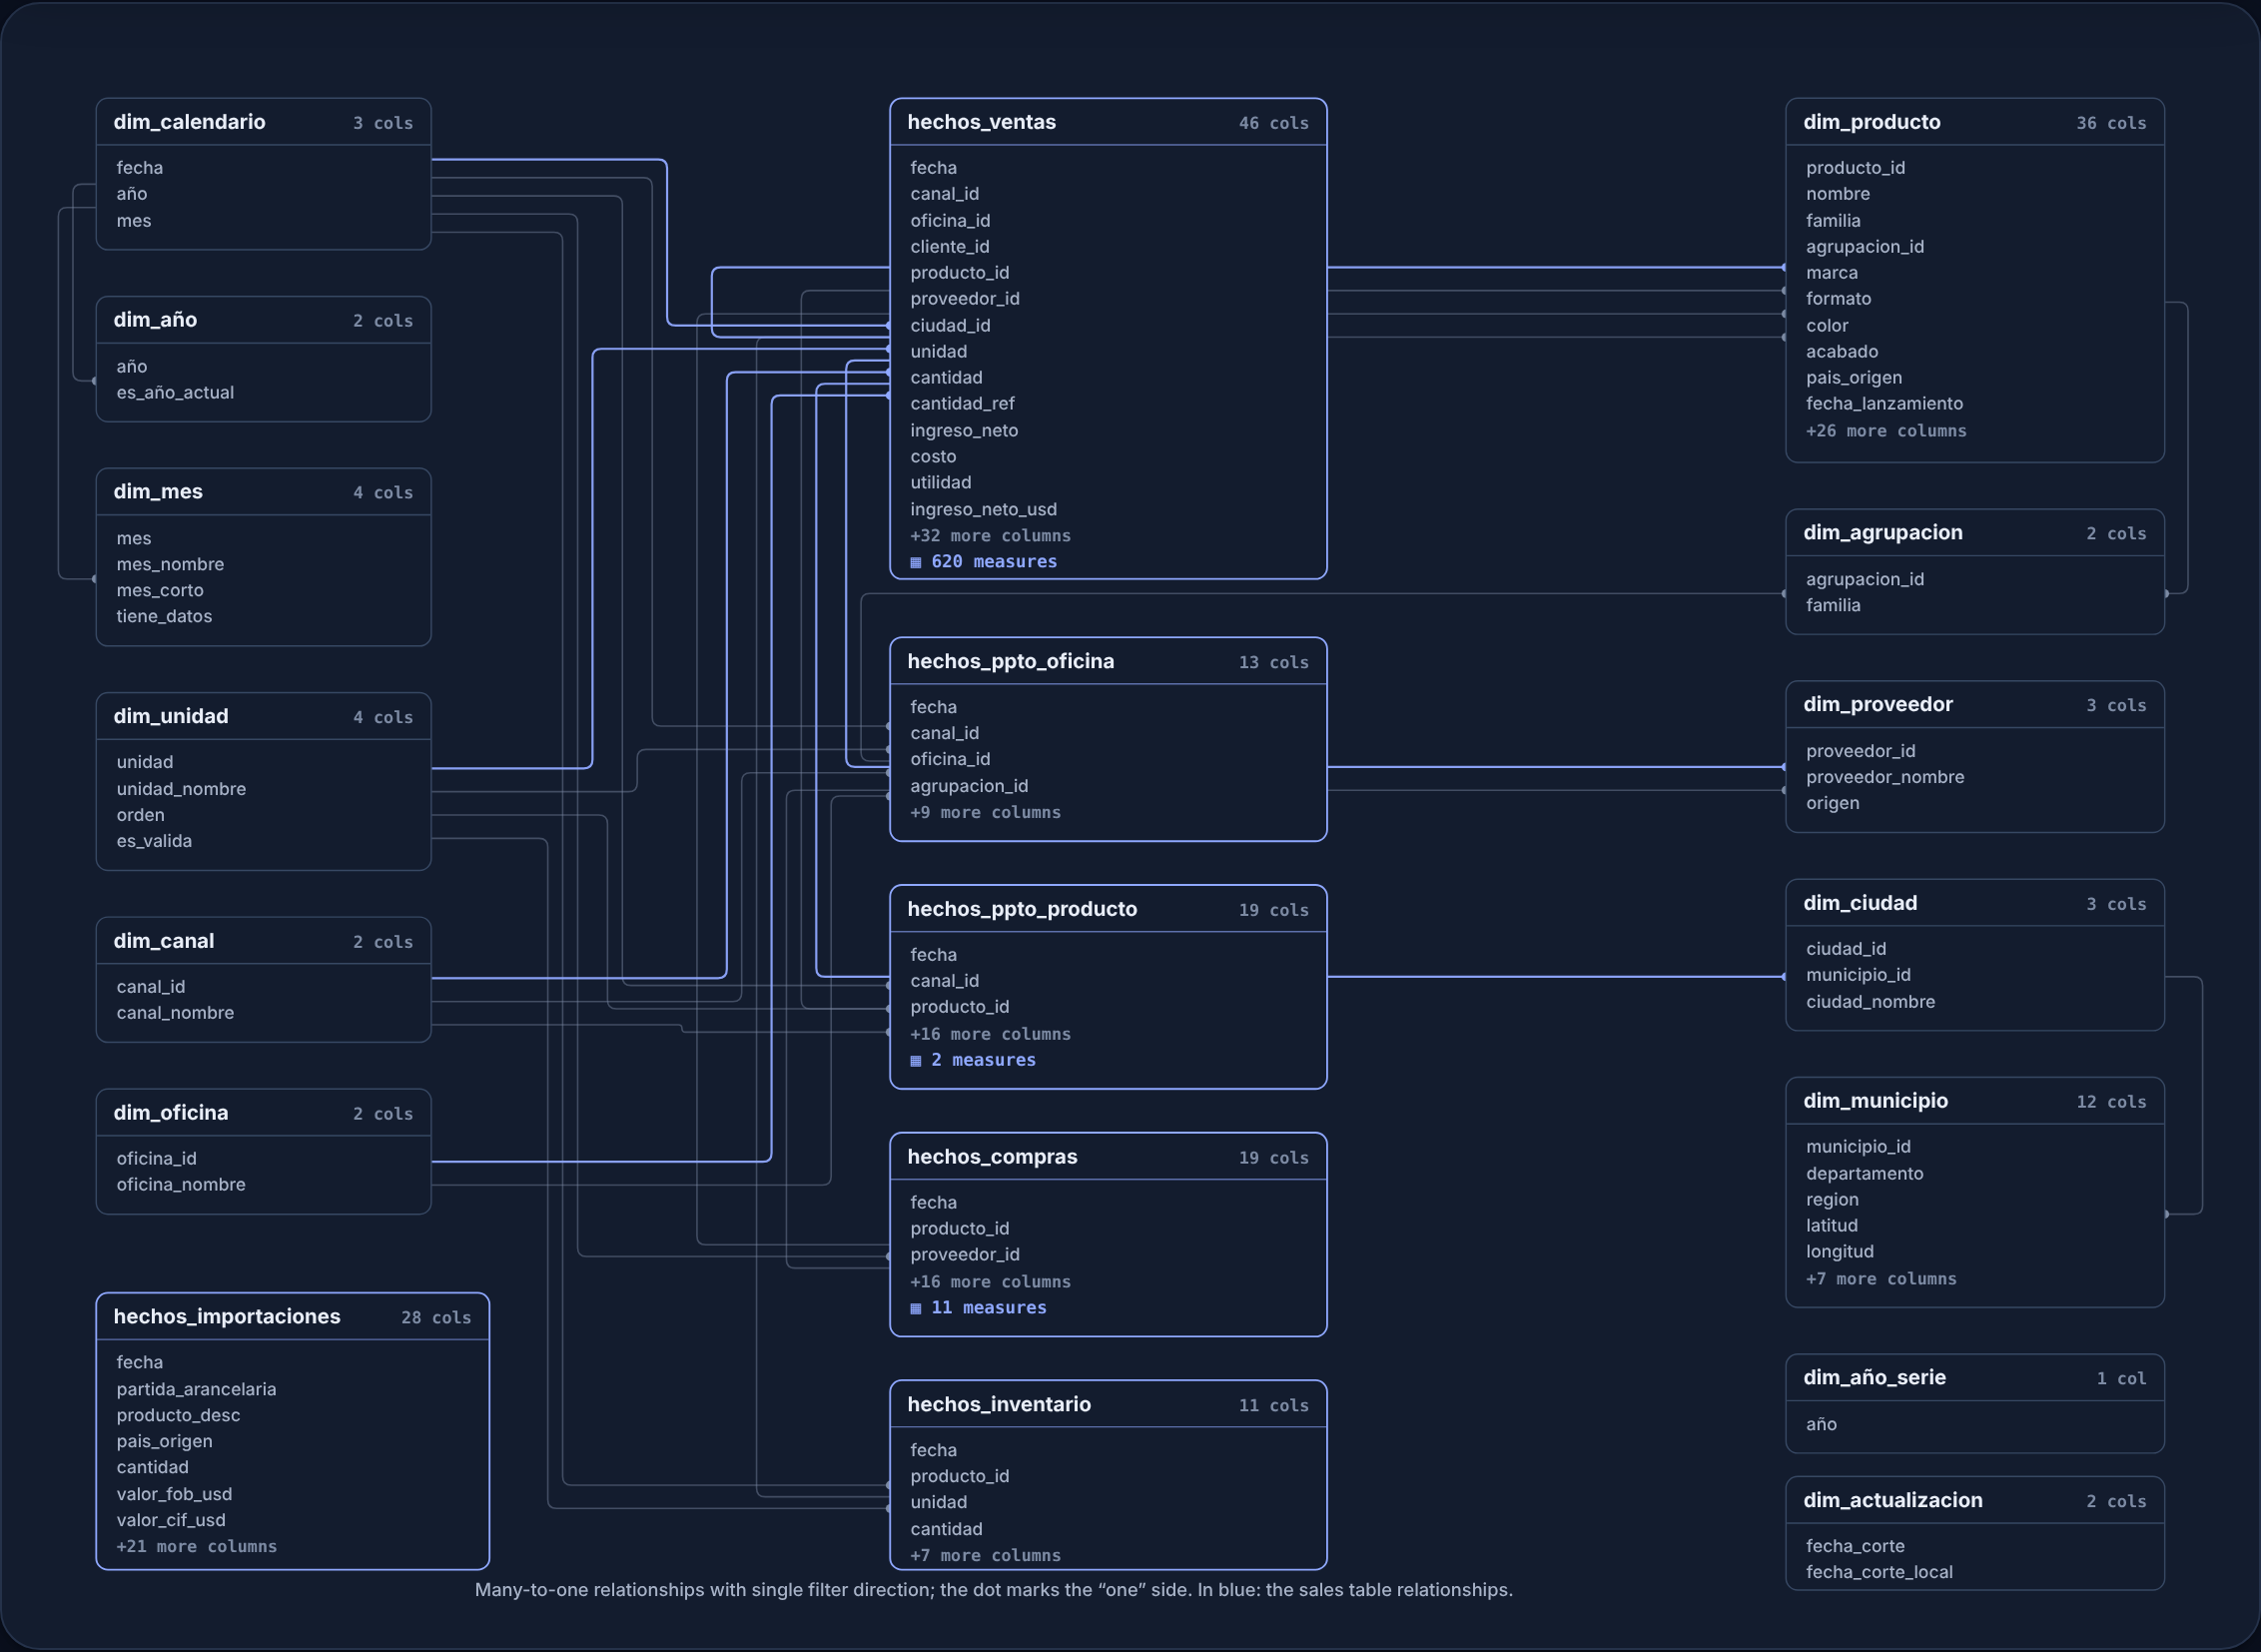 dim_calendario 3 cols
fecha
año
mes
dim_año 2 cols
año
es_año_actual
dim_mes 4 cols
mes
mes_nombre
mes_corto
tiene_datos
dim_unidad 4 cols
unidad
unidad_nombre
orden
es_valida
dim_canal 2 cols
canal_id
canal_nombre
dim_oficina 2 cols
oficina_id
oficina_nombre
hechos_importaciones 28 cols
fecha
partida_arancelaria
producto_desc
pais_origen
cantidad
valor_fob_usd
valor_cif_usd
+21 more columns
hechos_ventas 46 cols
fecha
canal_id
oficina_id
cliente_id
producto_id
proveedor_id
ciudad_id
unidad
cantidad
cantidad_ref
ingreso_neto
costo
utilidad
ingreso_neto_usd
+32 more columns
▦ 620 measures
hechos_ppto_oficina 13 cols
fecha
canal_id
oficina_id
agrupacion_id
+9 more columns
hechos_ppto_producto 19 cols
fecha
canal_id
producto_id
+16 more columns
▦ 2 measures
hechos_compras 19 cols
fecha
producto_id
proveedor_id
+16 more columns
▦ 11 measures
hechos_inventario 11 cols
fecha
producto_id
unidad
cantidad
+7 more columns
dim_producto 36 cols
producto_id
nombre
familia
agrupacion_id
marca
formato
color
acabado
pais_origen
fecha_lanzamiento
+26 more columns
dim_agrupacion 2 cols
agrupacion_id
familia
dim_proveedor 3 cols
proveedor_id
proveedor_nombre
origen
dim_ciudad 3 cols
ciudad_id
municipio_id
ciudad_nombre
dim_municipio 12 cols
municipio_id
departamento
region
latitud
longitud
+7 more columns
dim_año_serie 1 col
año
dim_actualizacion 2 cols
fecha_corte
fecha_corte_local
Many-to-one relationships with single filter direction; the dot marks the “one” side. In blue: the sales table relationships.